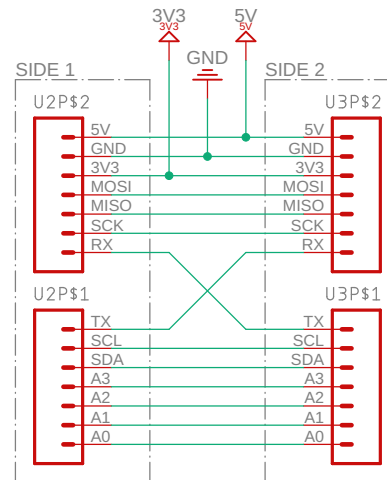 3V3 5V
3V3 5V
GND
SIDE 1 SIDE 2
U2P$2 U3P$2
5V 5V
GND GND
3V3 3V3
MOSI MOSI
MISO MISO
SCK SCK
RX RX
U2P$1 U3P$1
TX TX
SCL SCL
SDA SDA
A3 A3
A2 A2
A1 A1
A0 A0